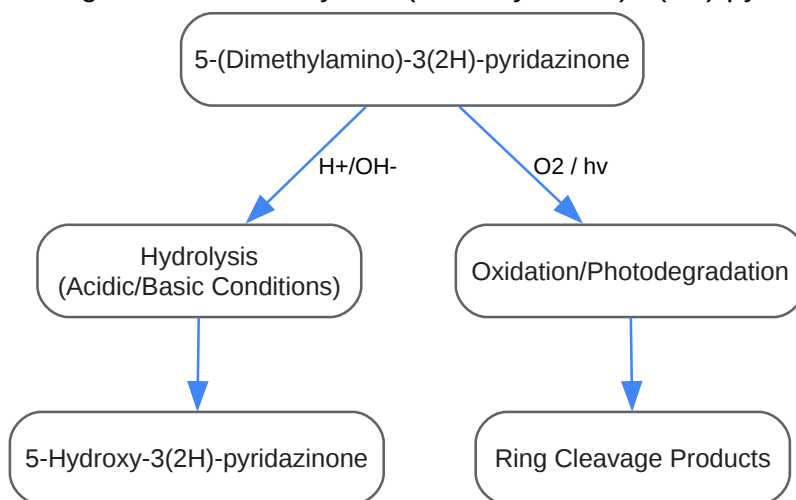 5-(Dimethylamino)-3(2H)-pyridazinone
H+/OH-
O2 / hv
Hydrolysis
(Acidic/Basic Conditions)
Oxidation/Photodegradation
5-Hydroxy-3(2H)-pyridazinone
Ring Cleavage Products